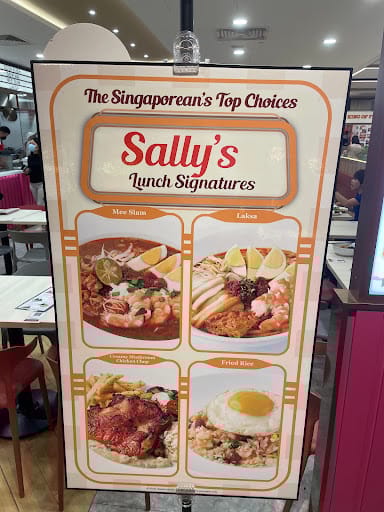 The Singaporean's Top Choices
Sally's
Lunch Signatures
Mee Siam
Laksa
Creamy Mushroom
Chicken Chop
Fried Rice